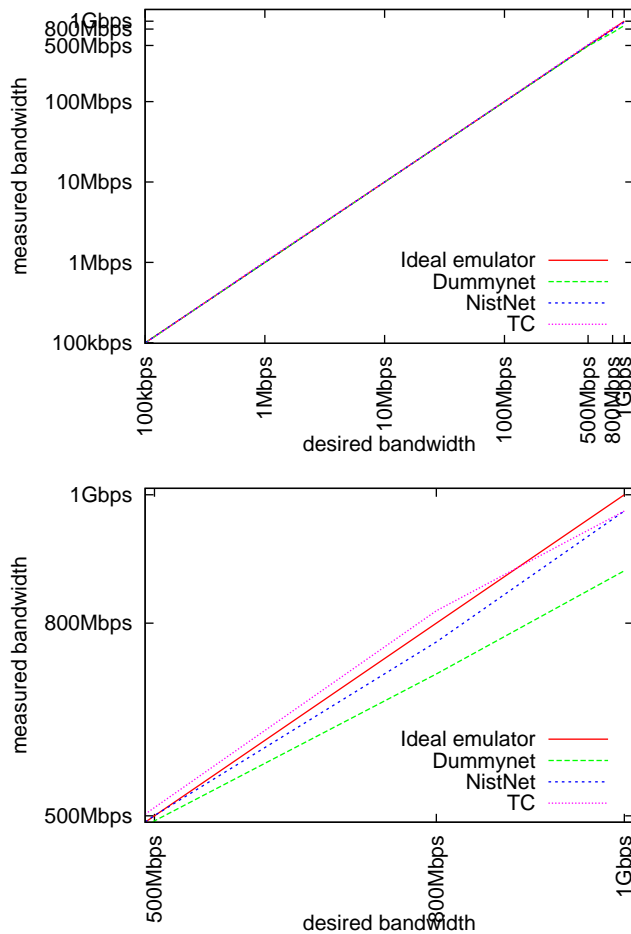 1Gbps
800Mbps
500Mbps
100Mbps
10Mbps
1Mbps
100kbps
measured bandwidth
Ideal emulator
Dummynet
NistNet
TC
100kbps
1Mbps
10Mbps
100Mbps
500Mbps
800Mbps
1Gbps
desired bandwidth
1Gbps
800Mbps
500Mbps
measured bandwidth
Ideal emulator
Dummynet
NistNet
TC
500Mbps
800Mbps
1Gbps
desired bandwidth